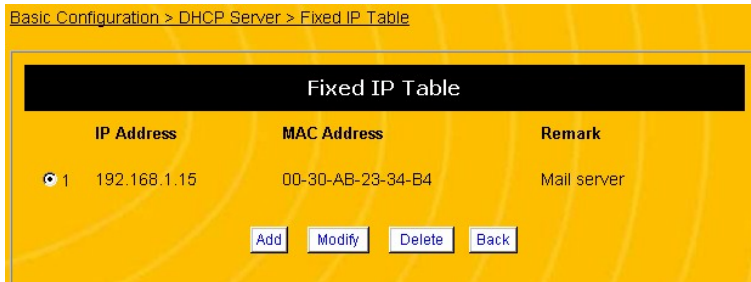 Basic Configuration > DHCP Server > Fixed IP Table
Fixed IP Table
IP Address MAC Address Remark
1 192.168.1.15 00-30-AB-23-34-B4 Mail server
Add Modify Delete Back